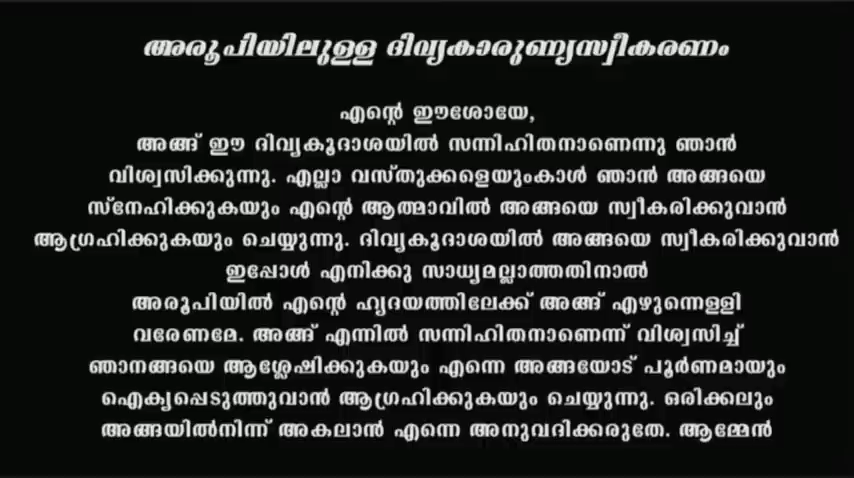 അരൂപിയിലുള്ള ദിവ്യകാരുണ്യസ്വീകരണം
എന്റെ ഈശോയേ,
അങ്ങ് ഈ ദിവ്യകൂദാശയിൽ സന്നിഹിതനാണെന്നു ഞാൻ
വിശ്വസിക്കുന്നു. എല്ലാ വസ്തുക്കളെയുംകാൾ ഞാൻ അങ്ങയെ
സ്നേഹിക്കുകയും എന്റെ ആത്മാവിൽ അങ്ങയെ സ്വീകരിക്കുവാൻ
ആഗ്രഹിക്കുകയും ചെയ്യുന്നു. ദിവ്യകൂദാശയിൽ അങ്ങയെ സ്വീകരിക്കുവാൻ
ഇപ്പോൾ എനിക്കു സാധ്യമല്ലാത്തതിനാൽ
അരൂപിയിൽ എന്റെ ഹൃദയത്തിലേക്ക് അങ്ങ് എഴുന്നെള്ളി
വരേണമേ. അങ്ങ് എന്നിൽ സന്നിഹിതനാണെന്ന് വിശ്വസിച്ച്
ഞാനങ്ങയെ ആശ്ലേഷിക്കുകയും എന്നെ അങ്ങയോട് പൂർണമായും
ഐക്യപ്പെടുത്തുവാൻ ആഗ്രഹിക്കുകയും ചെയ്യുന്നു. ഒരിക്കലും
അങ്ങയിൽനിന്ന് അകലാൻ എന്നെ അനുവദിക്കരുതേ. ആമ്മേൻ